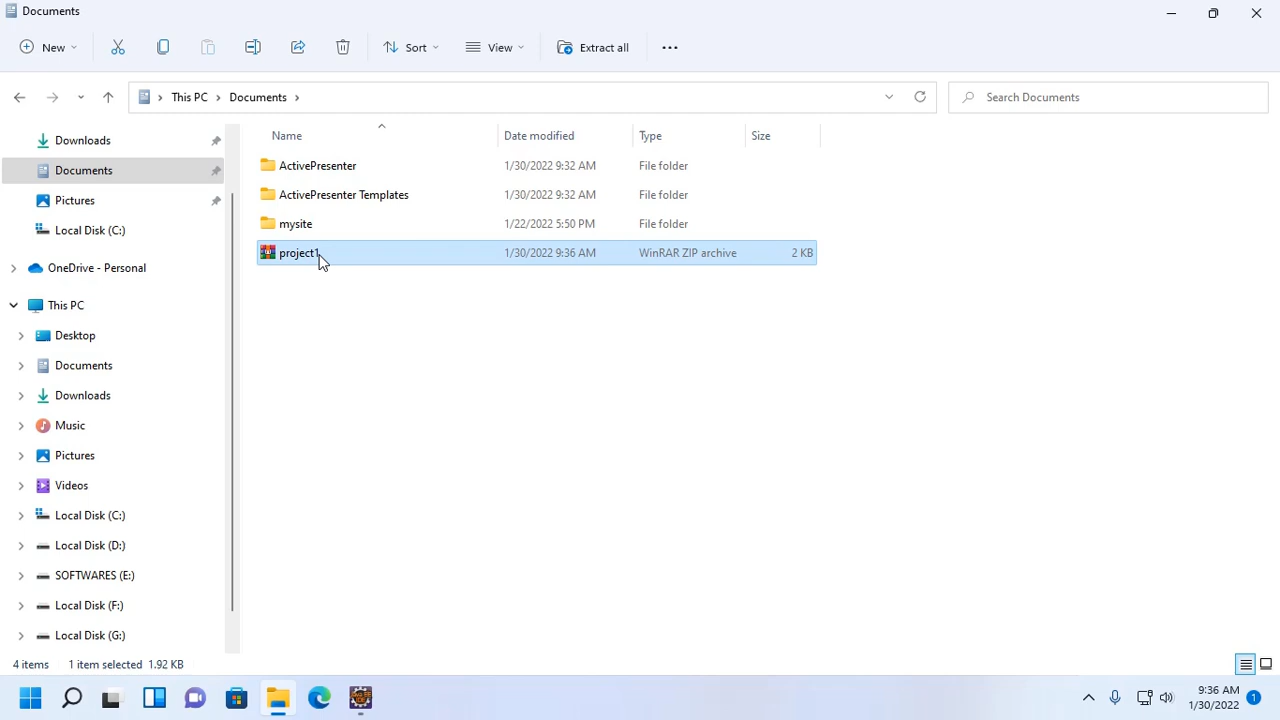 Documents
New
Sort
View
Extract all
This PC
Documents
Search Documents
Name
Date modified
Type
Size
Downloads
Documents
Pictures
Local Disk (C:)
OneDrive - Personal
This PC
Desktop
Documents
Downloads
Music
Pictures
Videos
Local Disk (C:)
Local Disk (D:)
SOFTWARES (E:)
Local Disk (F:)
Local Disk (G:)
ActivePresenter 1/30/2022 9:32 AM File folder
ActivePresenter Templates 1/30/2022 9:32 AM File folder
mysite 1/22/2022 5:50 PM File folder
project1 1/30/2022 9:36 AM WinRAR ZIP archive 2 KB
4 items 1 item selected 1.92 KB
Java EE
IDE
9:36 AM
1/30/2022
1